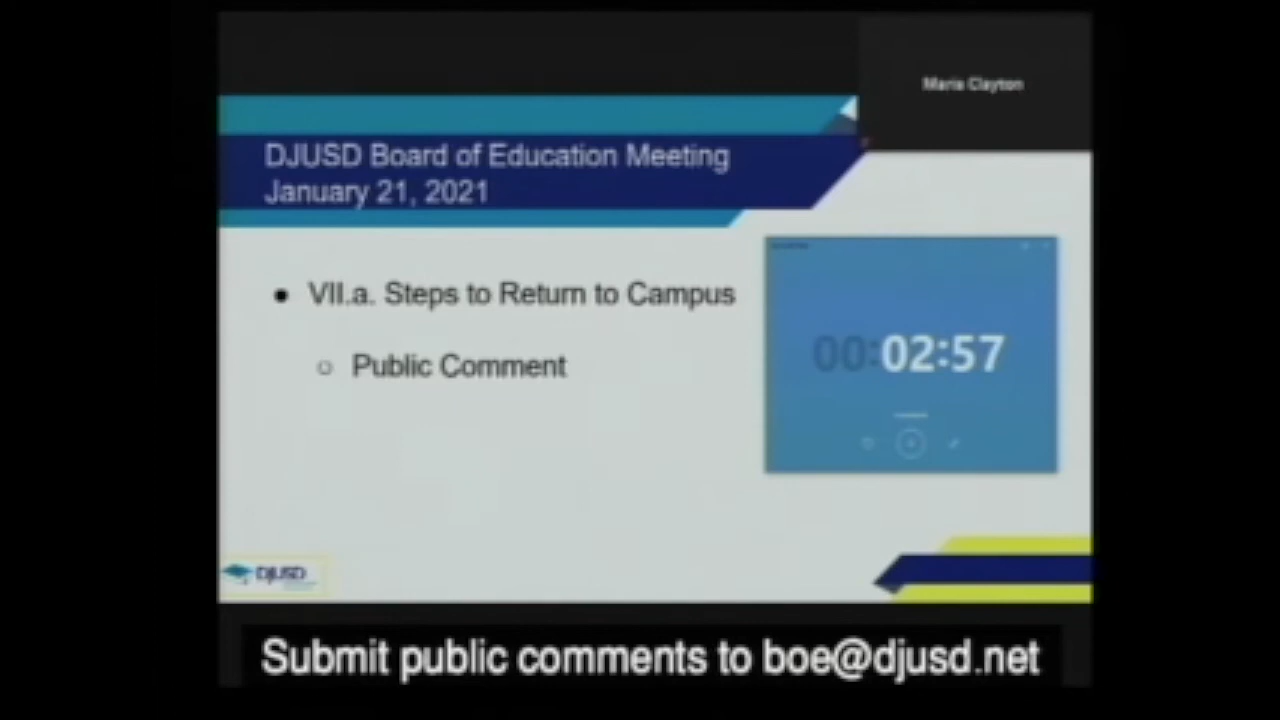 Maria Clayton
DJUSD Board of Education Meeting
January 21, 2021
VII.a. Steps to Return to Campus
Public Comment
00:02:57
DJUSD
Submit public comments to boe@djusd.net